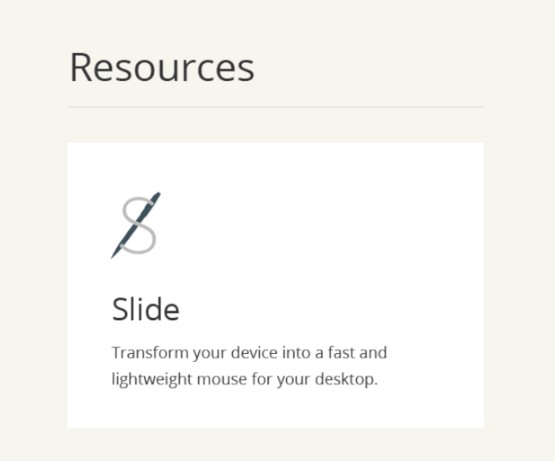 Resources
S
Slide
Transform your device into a fast and
lightweight mouse for your desktop.